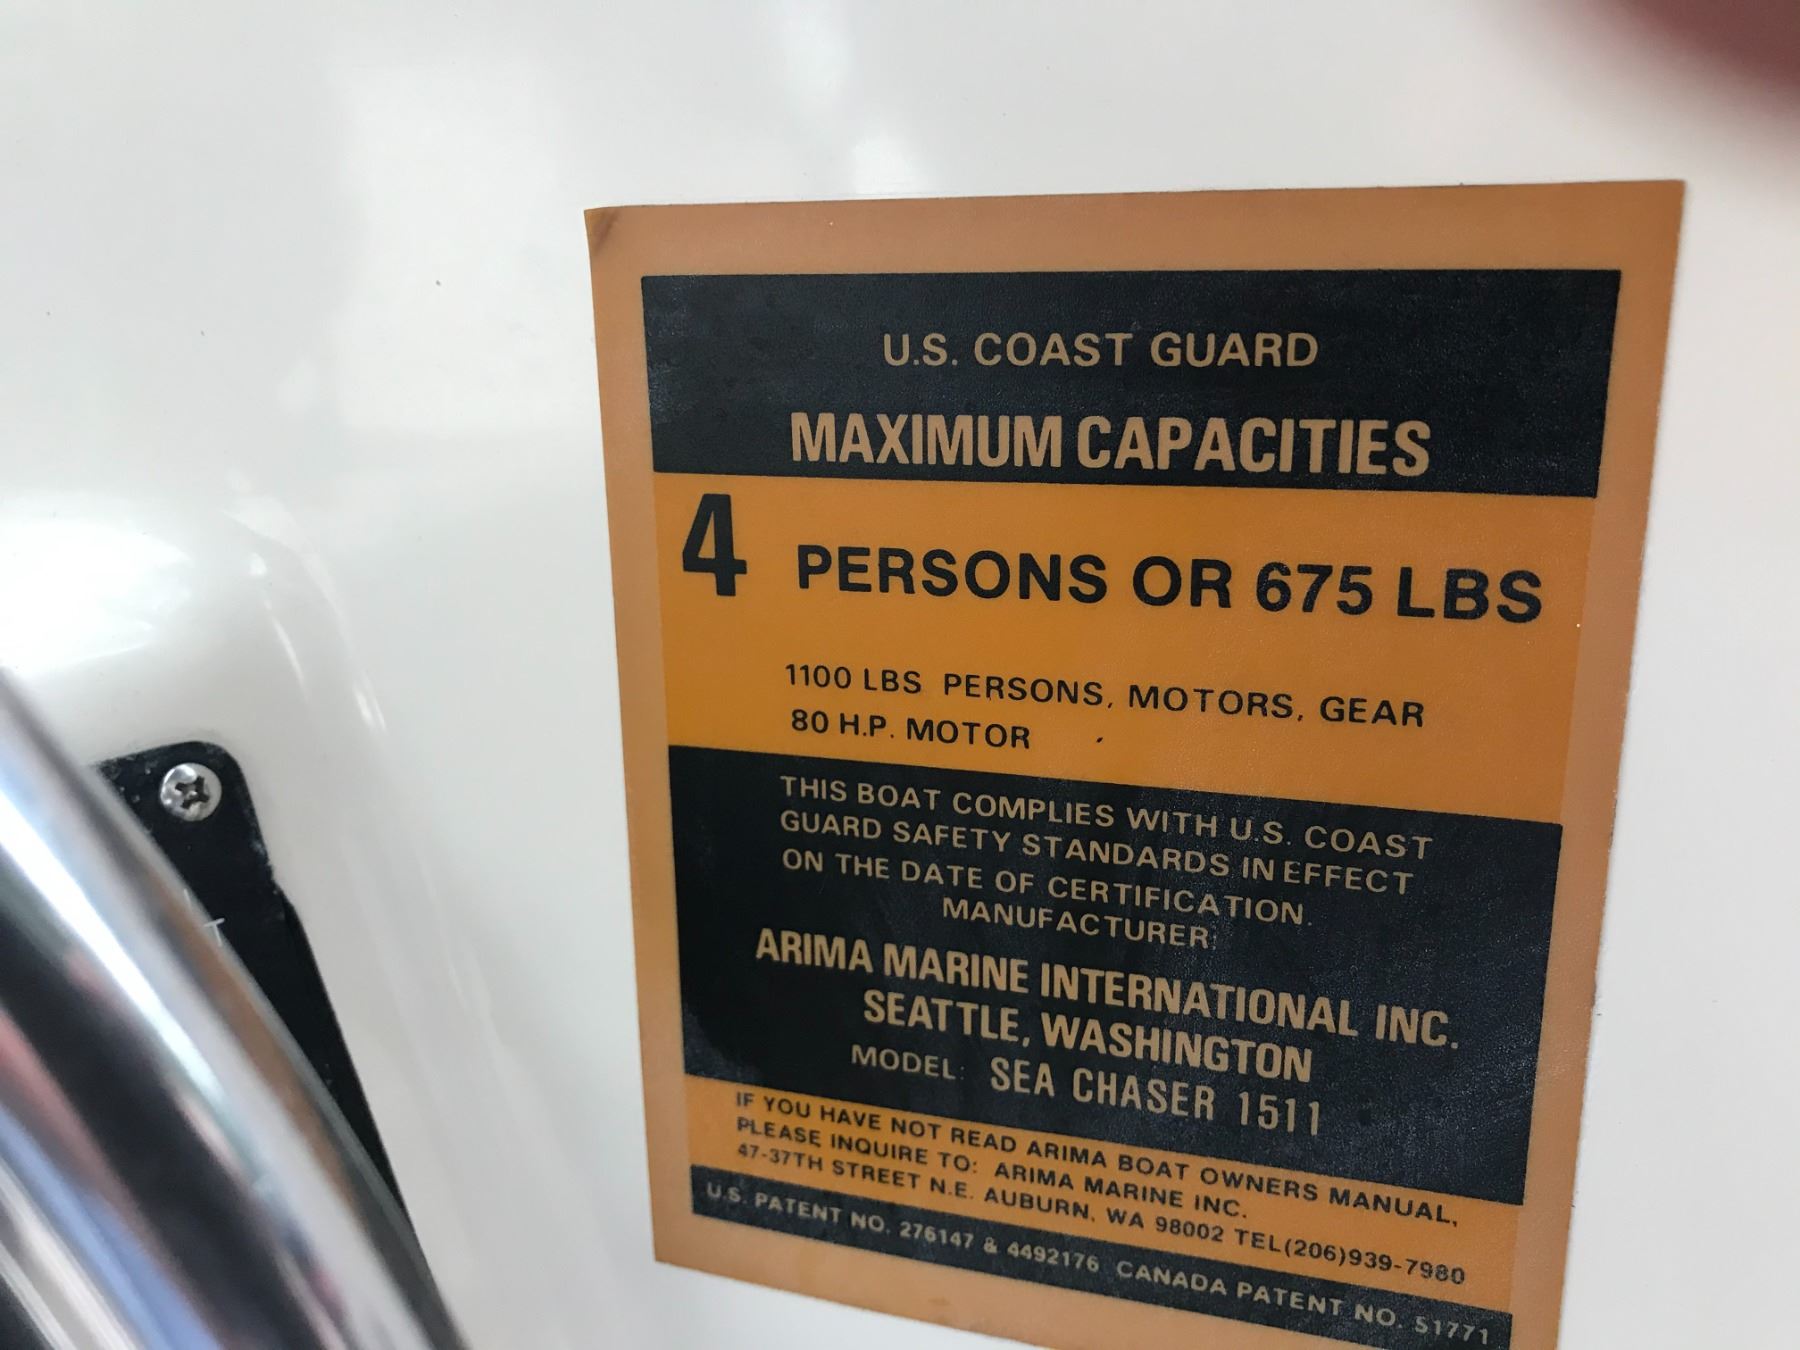 U.S. COAST GUARD
MAXIMUM CAPACITIES
4 PERSONS OR 675 LBS
1100 LBS PERSONS, MOTORS, GEAR
80 H.P. MOTOR
THIS BOAT COMPLIES WITH U.S. COAST
GUARD SAFETY STANDARDS IN EFFECT
ON THE DATE OF CERTIFICATION.
MANUFACTURER:
ARIMA MARINE INTERNATIONAL INC.
SEATTLE, WASHINGTON
MODEL: SEA CHASER 1511
IF YOU HAVE NOT READ ARIMA BOAT OWNERS MANUAL,
PLEASE INQUIRE TO: ARIMA MARINE INC.
47-37TH STREET N.E. AUBURN, WA 98002 TEL(206)939-7980
U.S. PATENT NO. 276147 & 4492176 CANADA PATENT NO. 51771